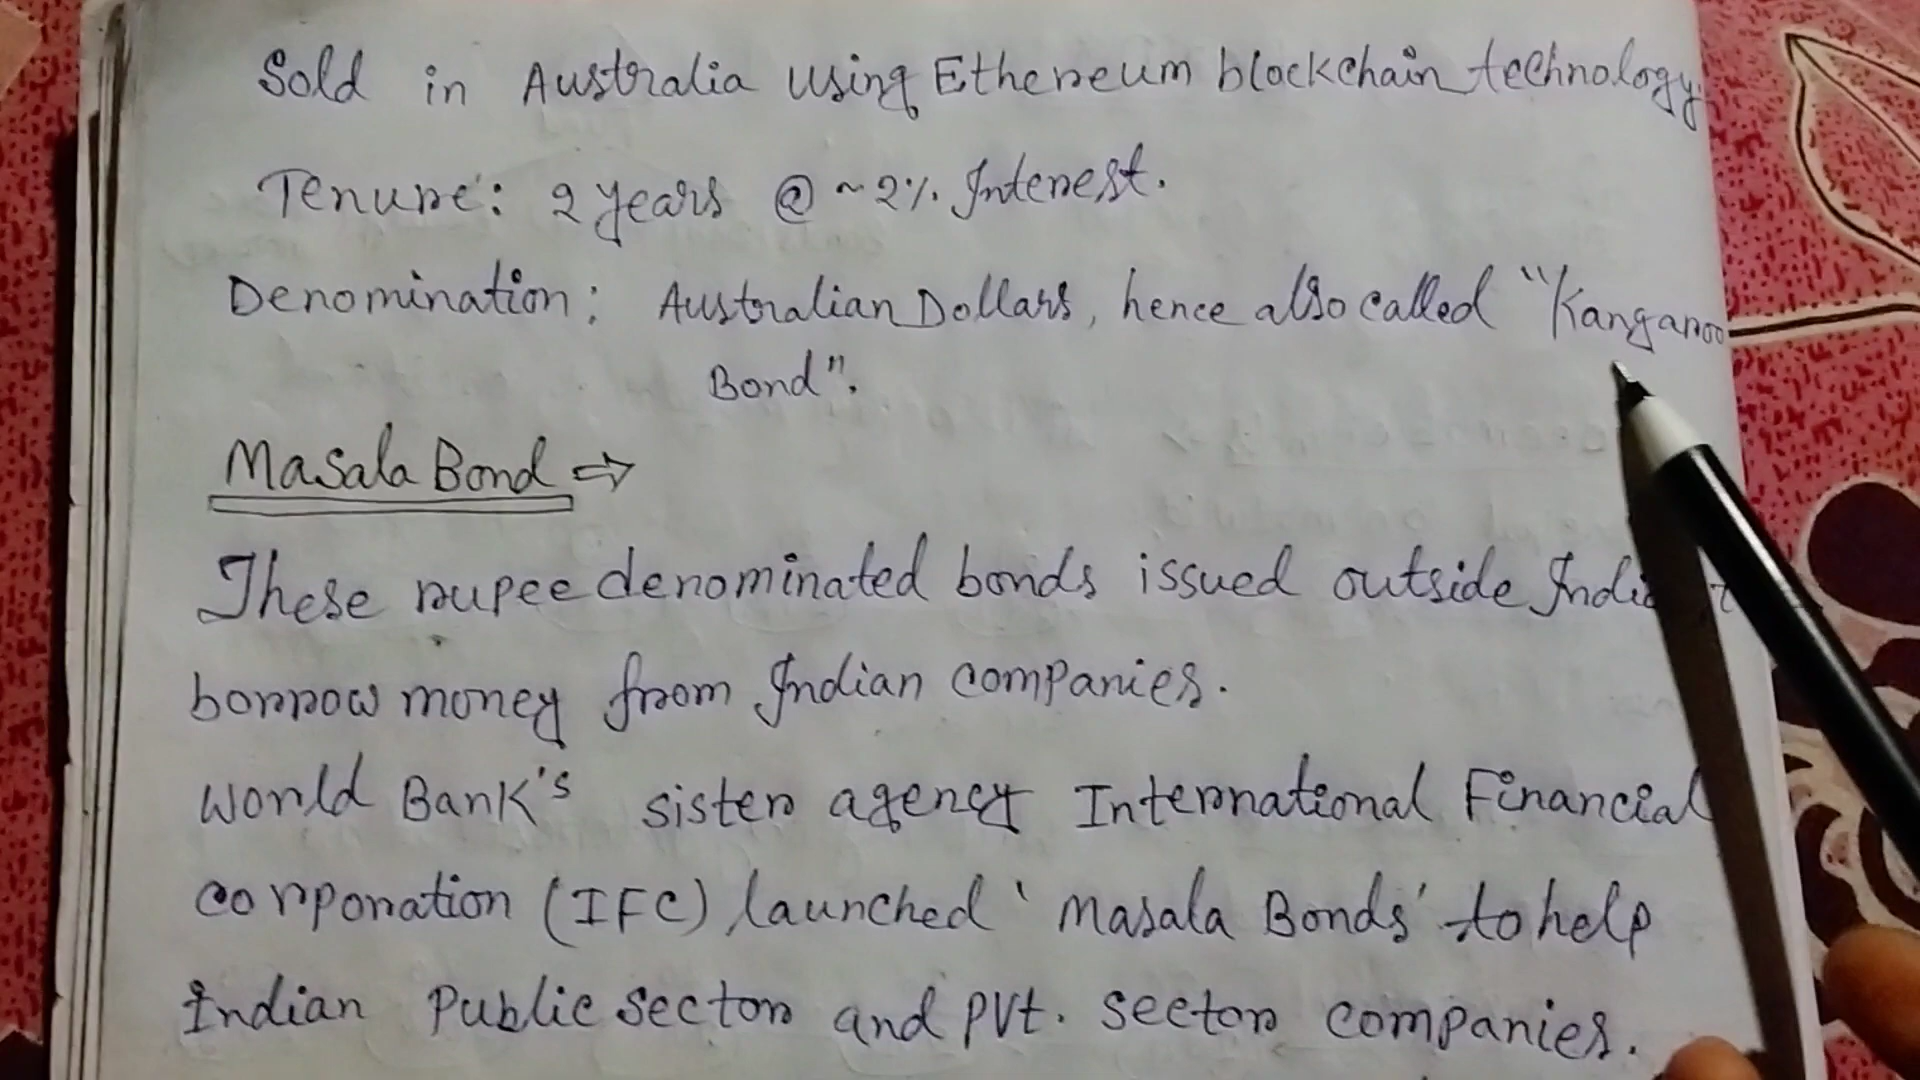 Sold in Australia using Ethereum blockchain technology.
Tenure: 2 years @ ~2% Interest.
Denomination: Australian Dollars, hence also called "Kangaroo
Bond".
Masala Bond ⇒
These rupee denominated bonds issued outside India
borrow money from Indian companies.
World Bank's sister agency International Financial
corporation (IFC) launched 'Masala Bonds' to help
Indian Public Sector and Pvt. sector companies.